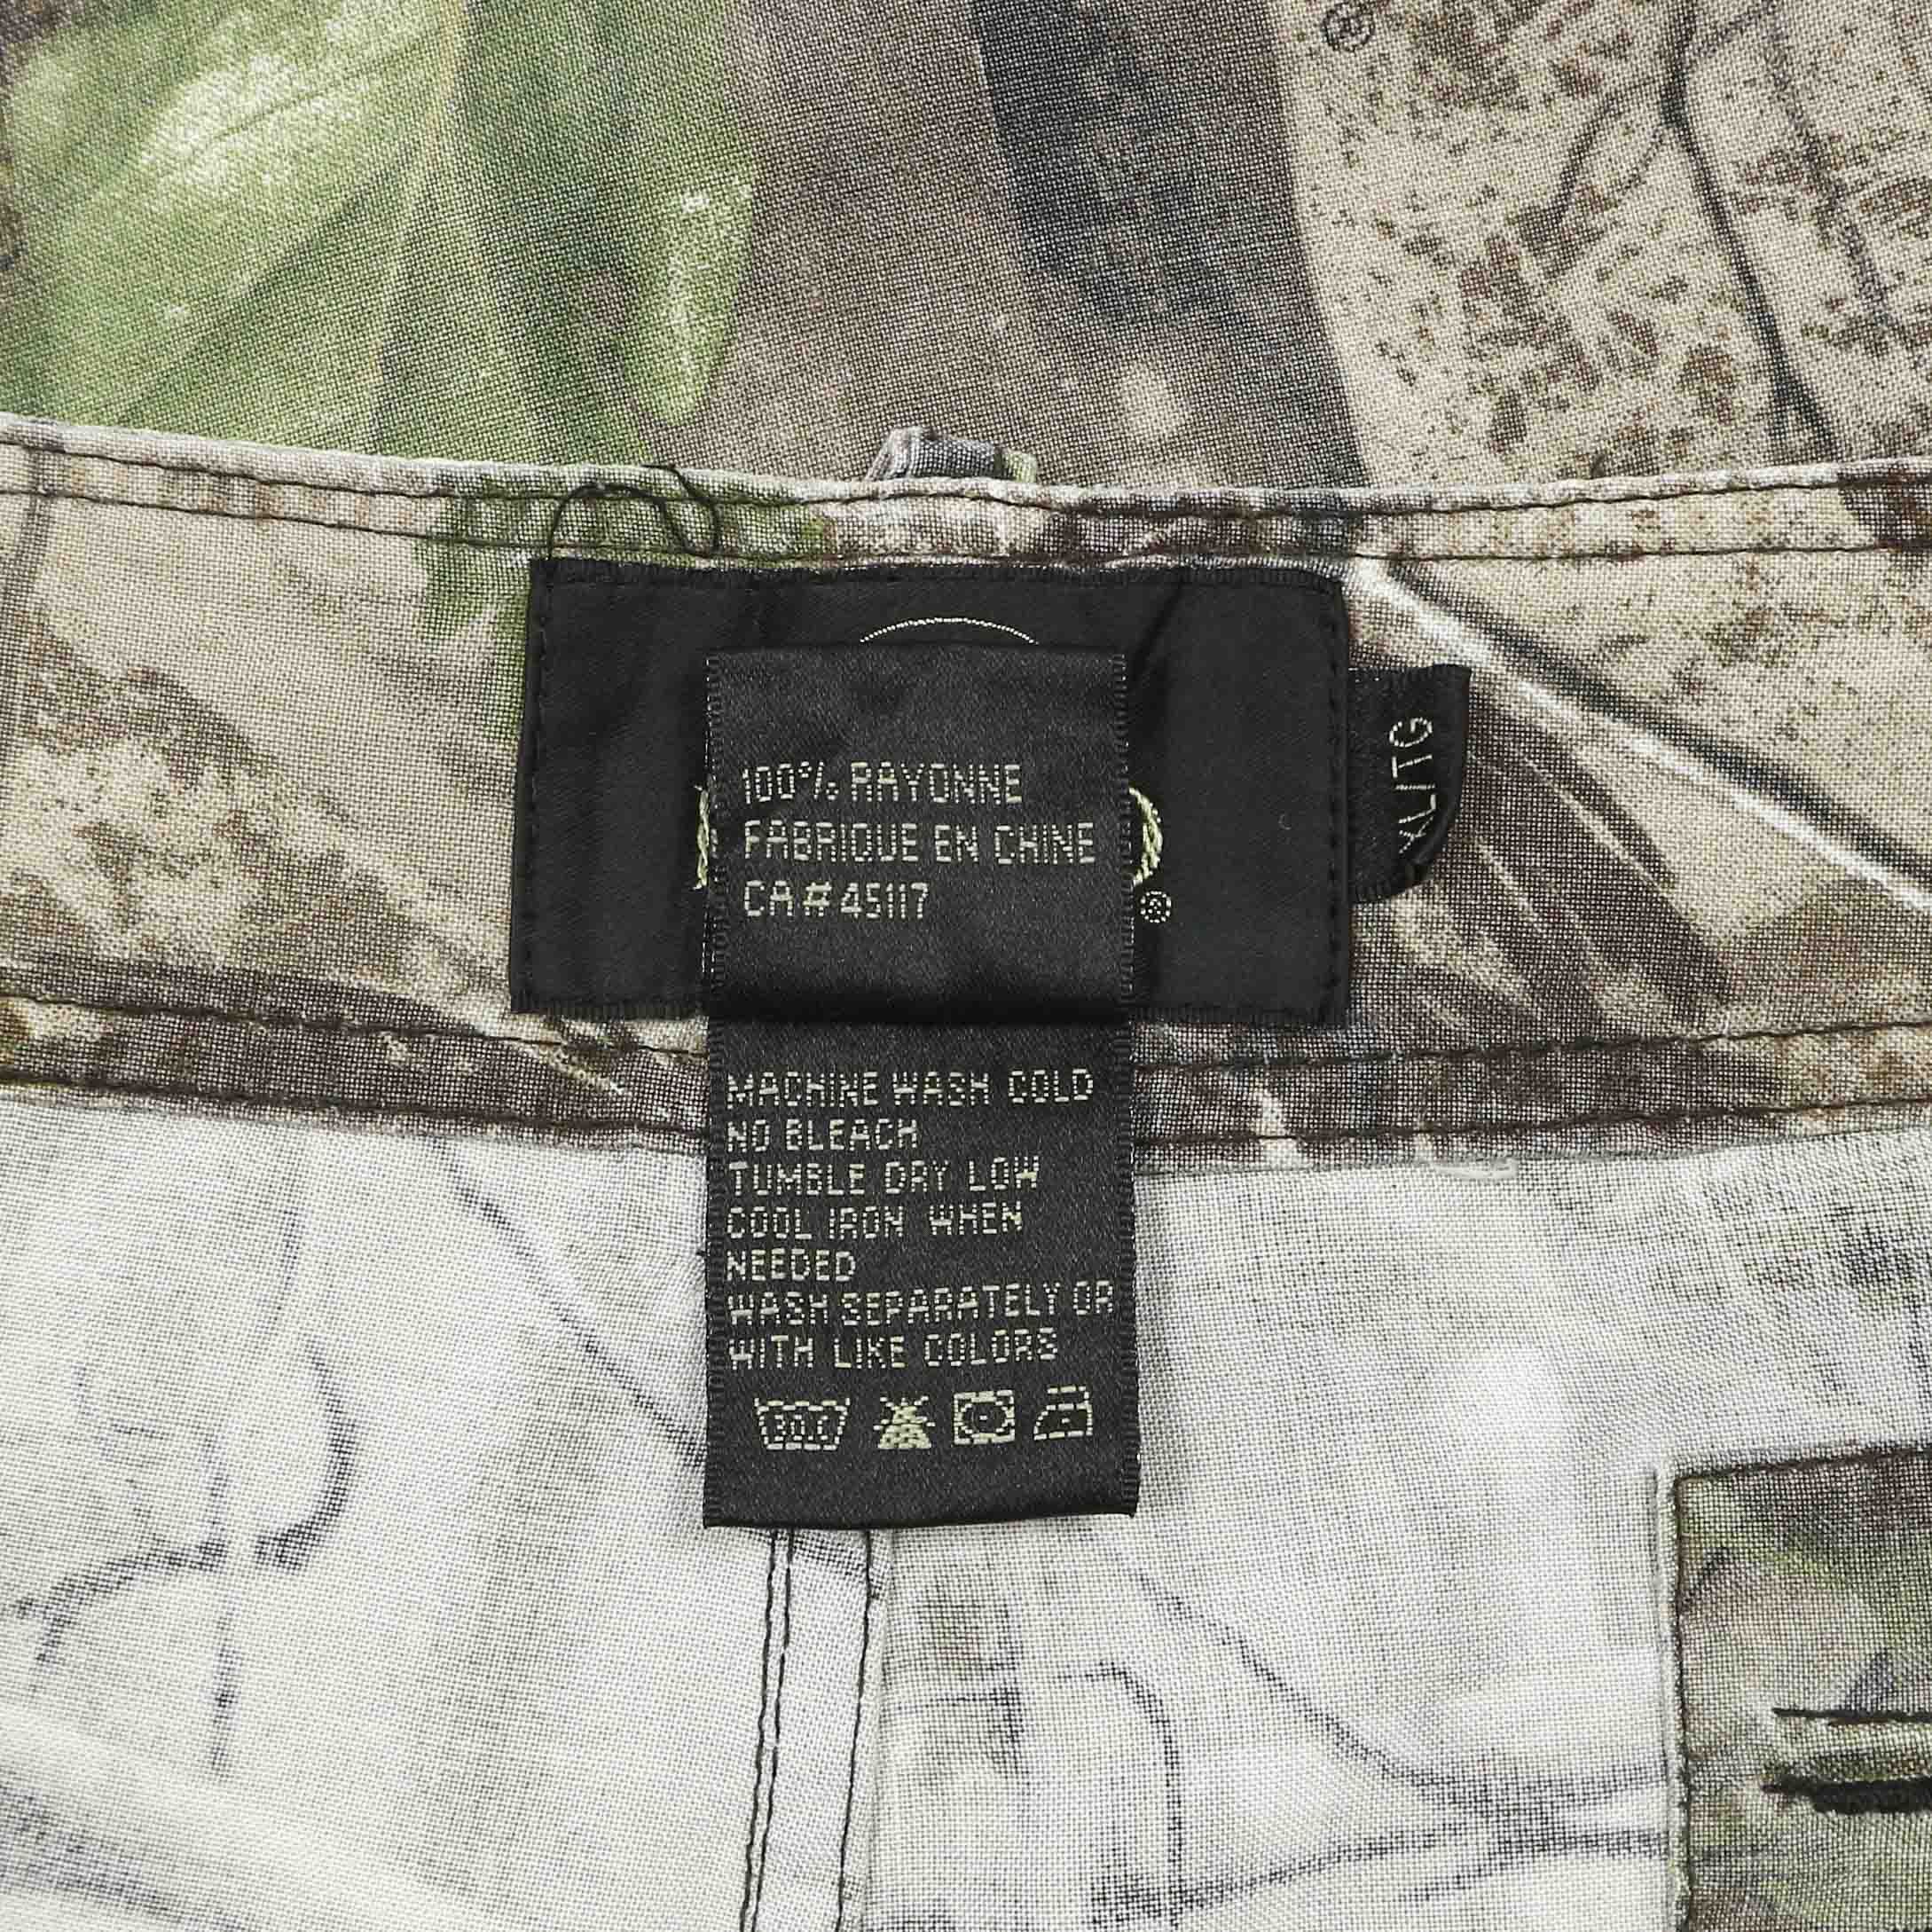 ®
XL/TG
100% RAYONNE
FABRIQUE EN CHINE
CA#45117
®
MACHINE WASH COLD
NO BLEACH
TUMBLE DRY LOW
COOL IRON WHEN
NEEDED
WASH SEPARATELY OR
WITH LIKE COLORS
30C